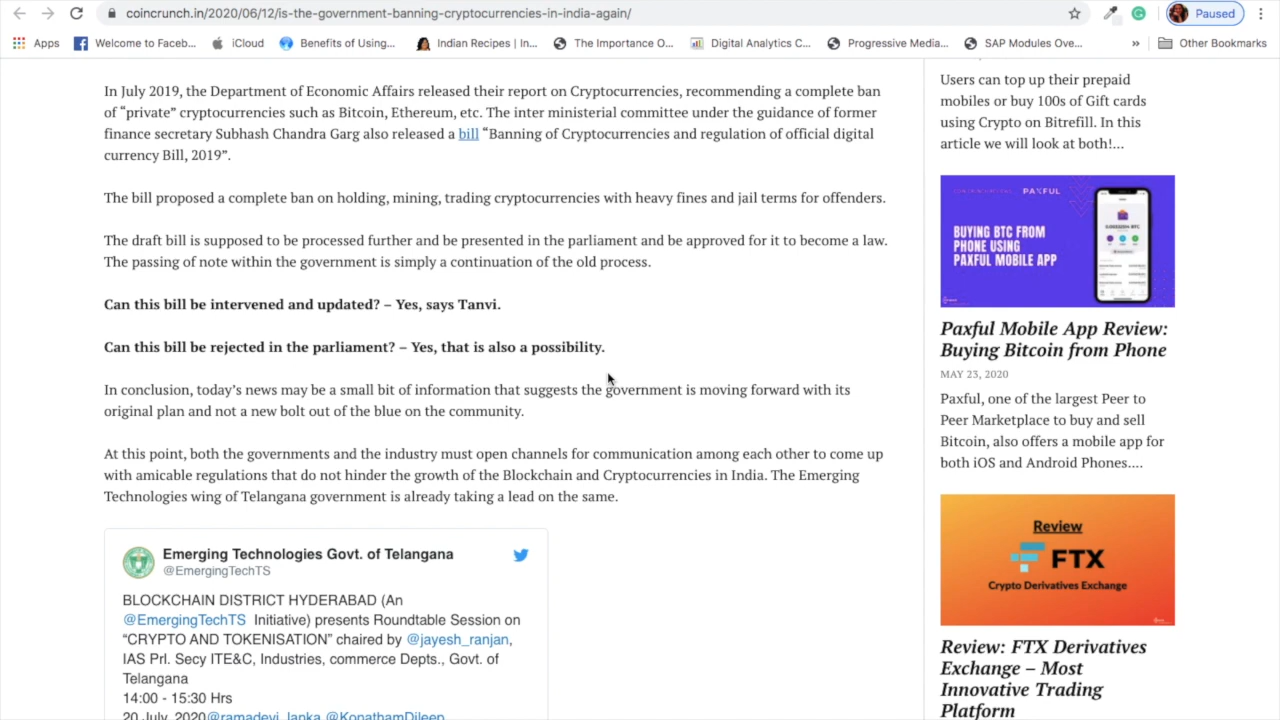 coincrunch.in/2020/06/12/is-the-government-banning-cryptocurrencies-in-india-again/
Paused
Apps
Welcome to Faceb...
iCloud
Benefits of Using...
Indian Recipes | In...
The Importance O...
Digital Analytics C...
Progressive Media...
SAP Modules Ove...
»
Other Bookmarks
In July 2019, the Department of Economic Affairs released their report on Cryptocurrencies, recommending a complete ban
of “private” cryptocurrencies such as Bitcoin, Ethereum, etc. The inter ministerial committee under the guidance of former
finance secretary Subhash Chandra Garg also released a bill “Banning of Cryptocurrencies and regulation of official digital
currency Bill, 2019”.
The bill proposed a complete ban on holding, mining, trading cryptocurrencies with heavy fines and jail terms for offenders.
The draft bill is supposed to be processed further and be presented in the parliament and be approved for it to become a law.
The passing of note within the government is simply a continuation of the old process.
Can this bill be intervened and updated? – Yes, says Tanvi.
Can this bill be rejected in the parliament? – Yes, that is also a possibility.
In conclusion, today’s news may be a small bit of information that suggests the government is moving forward with its
original plan and not a new bolt out of the blue on the community.
At this point, both the governments and the industry must open channels for communication among each other to come up
with amicable regulations that do not hinder the growth of the Blockchain and Cryptocurrencies in India. The Emerging
Technologies wing of Telangana government is already taking a lead on the same.
Emerging Technologies Govt. of Telangana
@EmergingTechTS
BLOCKCHAIN DISTRICT HYDERABAD (An
@EmergingTechTS Initiative) presents Roundtable Session on
“CRYPTO AND TOKENISATION” chaired by @jayesh_ranjan,
IAS Prl. Secy ITE&C, Industries, commerce Depts., Govt. of
Telangana
14:00 - 15:30 Hrs
20 July, 2020@ramadevi_lanka @KonathamDileep
Users can top up their prepaid
mobiles or buy 100s of Gift cards
using Crypto on Bitrefill. In this
article we will look at both!...
PAXFUL
BUYING BTC FROM
PHONE USING
PAXFUL MOBILE APP
Paxful Mobile App Review:
Buying Bitcoin from Phone
MAY 23, 2020
Paxful, one of the largest Peer to
Peer Marketplace to buy and sell
Bitcoin, also offers a mobile app for
both iOS and Android Phones....
Review
FTX
Crypto Derivatives Exchange
Review: FTX Derivatives
Exchange – Most
Innovative Trading
Platform